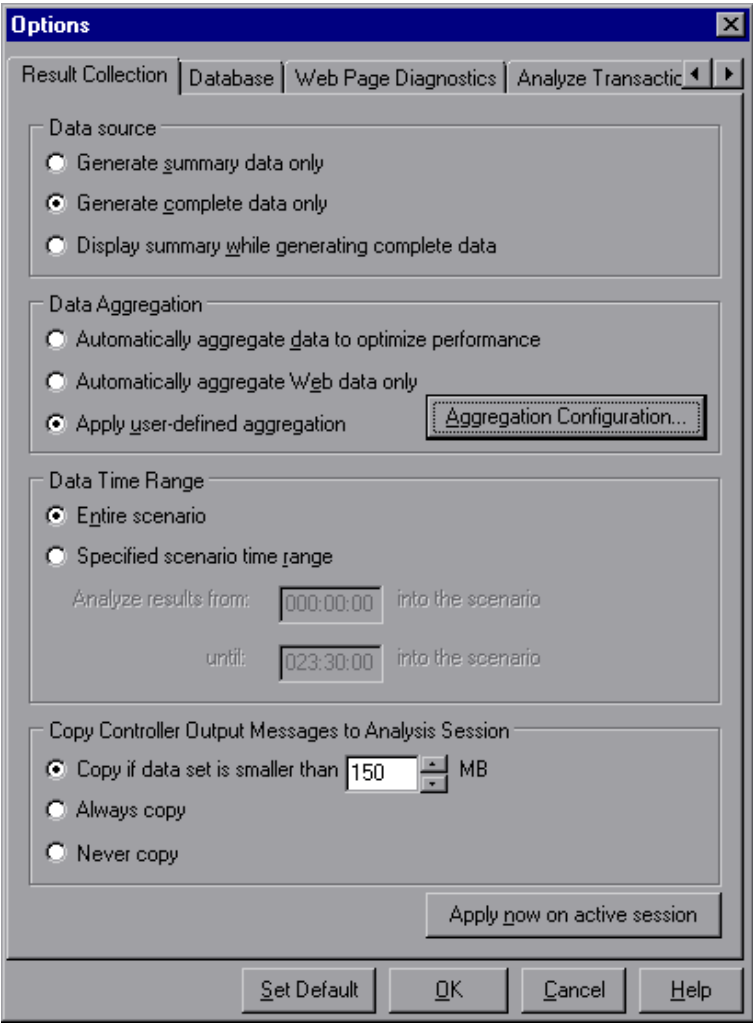 Options
Result Collection Database Web Page Diagnostics Analyze Transactic
Data source
Generate summary data only
Generate complete data only
Display summary while generating complete data
Data Aggregation
Automatically aggregate data to optimize performance
Automatically aggregate Web data only
Apply user-defined aggregation Aggregation Configuration...
Data Time Range
Entire scenario
Specified scenario time range
Analyze results from: 000:00:00 into the scenario
until: 023:30:00 into the scenario
Copy Controller Output Messages to Analysis Session
Copy if data set is smaller than 150 MB
Always copy
Never copy
Apply now on active session
Set Default OK Cancel Help